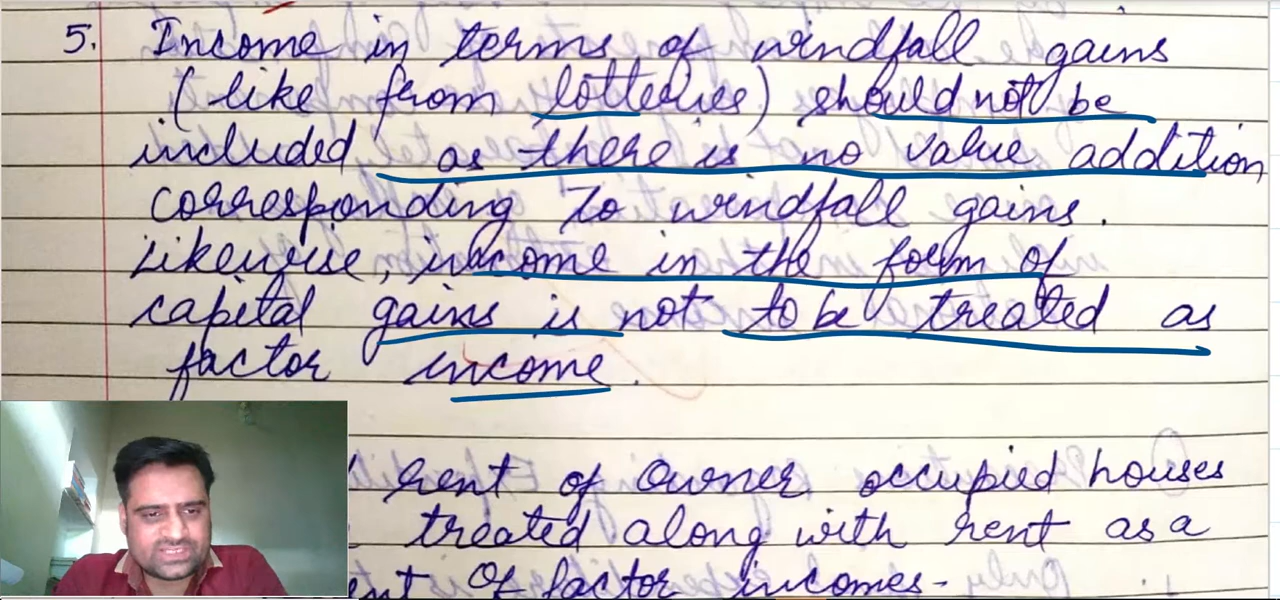 5. Income in terms of windfall gains
(like from lotteries) should not be
included as there is no value addition
corresponding to windfall gains.
Likewise, income in the form of
capital gains is not to be treated as
factor income.
rent of owner occupied houses
treated along with rent as a
of factor incomes-